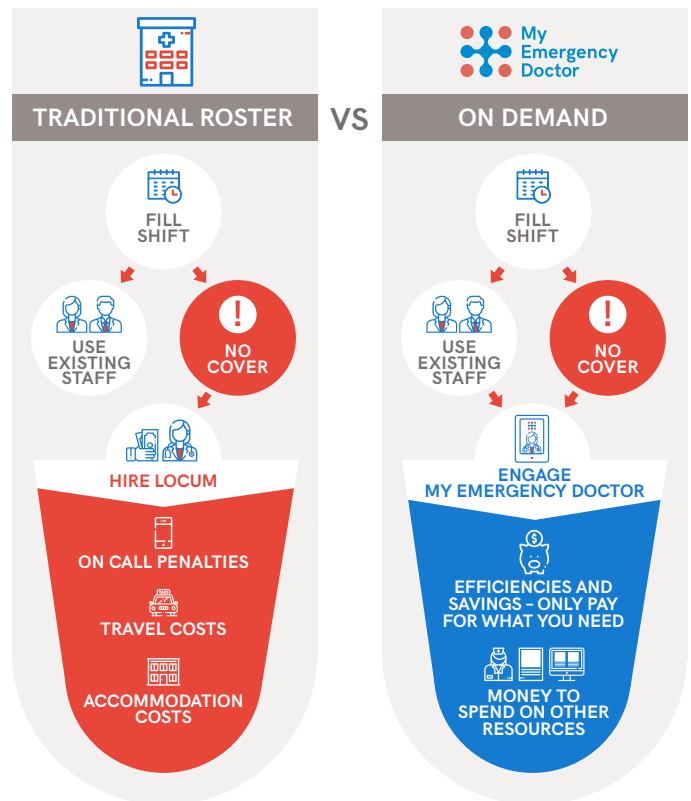 My
Emergency
Doctor
TRADITIONAL ROSTER
VS
ON DEMAND
FILL
SHIFT
USE
EXISTING
STAFF
!
NO
COVER
HIRE LOCUM
ON CALL PENALTIES
TAXI
TRAVEL COSTS
ACCOMMODATION
COSTS
FILL
SHIFT
USE
EXISTING
STAFF
!
NO
COVER
ENGAGE
MY EMERGENCY DOCTOR
$
EFFICIENCIES AND
SAVINGS – ONLY PAY
FOR WHAT YOU NEED
MONEY TO
SPEND ON OTHER
RESOURCES